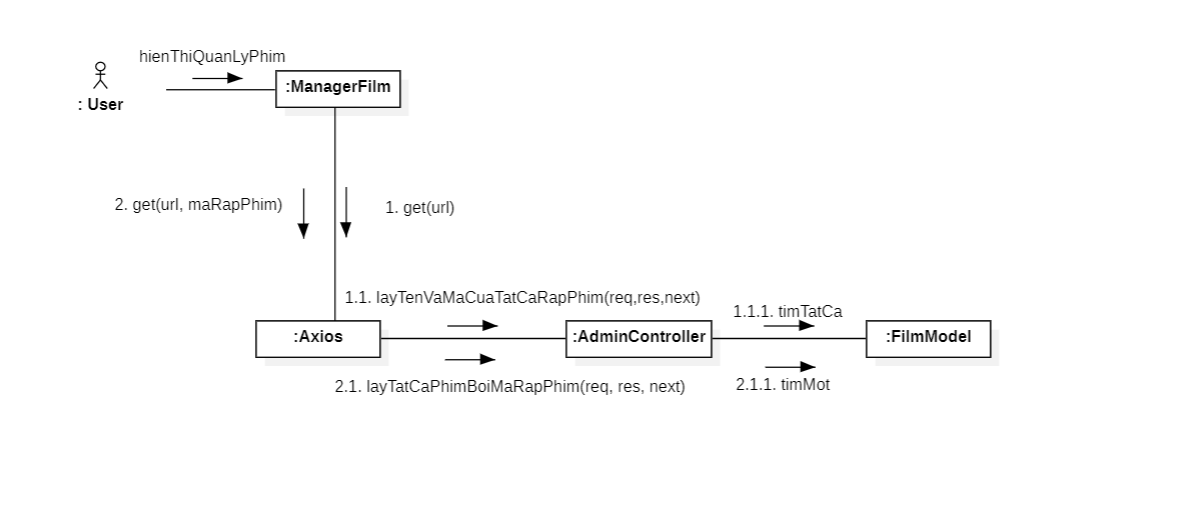 hienThiQuanLyPhim
: User
:ManagerFilm
2. get(url, maRapPhim)
1. get(url)
1.1. layTenVaMaCuaTatCaRapPhim(req,res,next)
1.1.1. timTatCa
:Axios
:AdminController
:FilmModel
2.1. layTatCaPhimBoiMaRapPhim(req, res, next)
2.1.1. timMot